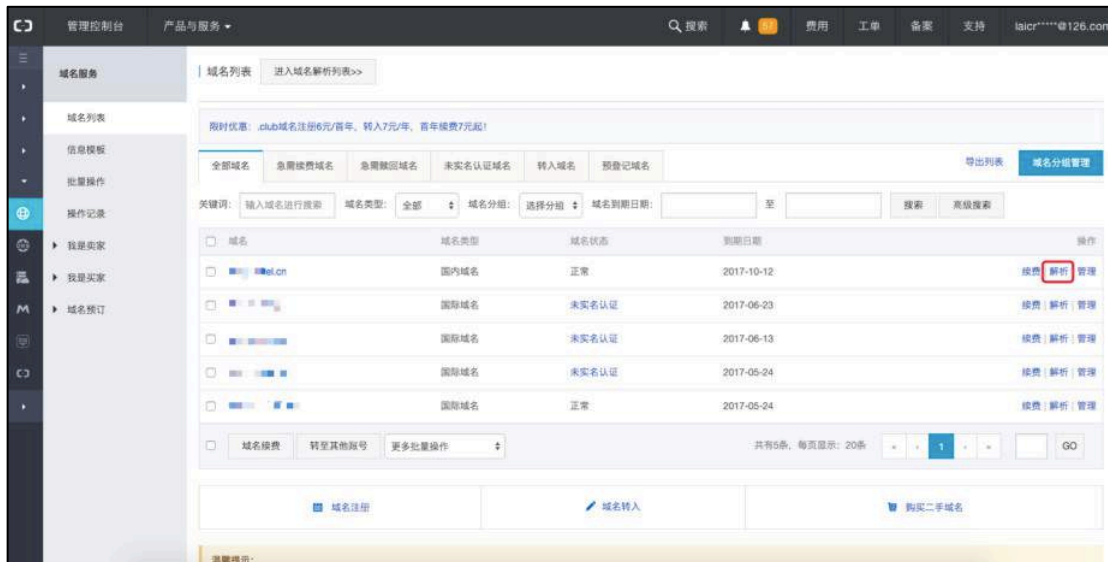 管理控制台 产品与服务 搜索 57 费用 工单 备案 支持 laicr*****@126.com
域名服务
域名列表
信息模板
批量操作
操作记录
我是卖家
我是买家
域名预订
域名列表 进入域名解析列表>>
限时优惠：.club域名注册6元/首年，转入7元/年，首年续费7元起！
全部域名 急需续费域名 急需赎回域名 未实名认证域名 转入域名 预登记域名 导出列表 域名分组管理
关键词： 输入域名进行搜索 域名类型： 全部 域名分组： 选择分组 域名到期日期： 至 搜索 高级搜索
域名 域名类型 域名状态 到期日期 操作
el.cn 国内域名 正常 2017-10-12 续费 | 解析 | 管理
国际域名 未实名认证 2017-06-23 续费 | 解析 | 管理
国际域名 未实名认证 2017-06-13 续费 | 解析 | 管理
国际域名 未实名认证 2017-05-24 续费 | 解析 | 管理
国际域名 正常 2017-05-24 续费 | 解析 | 管理
域名续费 转至其他账号 更多批量操作 共有5条，每页显示：20条 « ‹ 1 › » GO
域名注册 域名转入 购买二手域名
温馨提示：